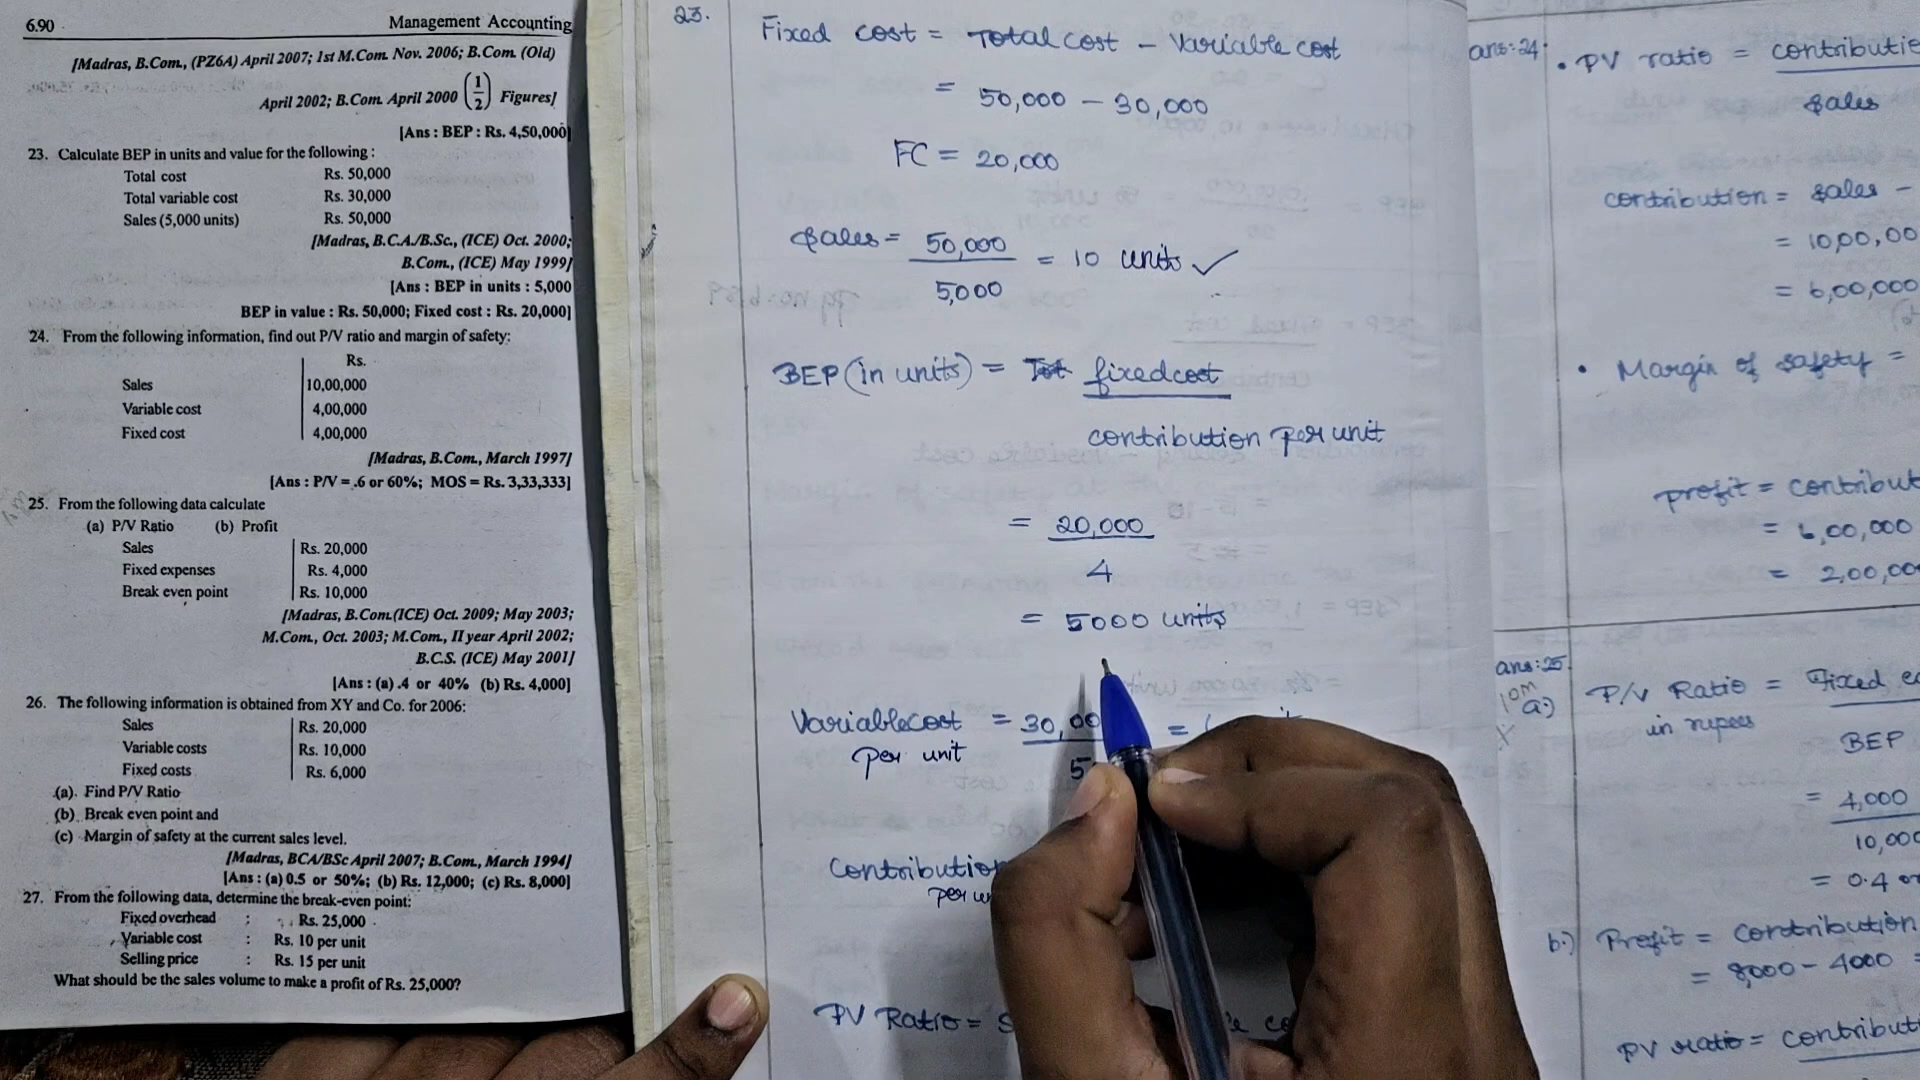 6.90 Management Accounting
[Madras, B.Com., (PZ6A) April 2007; 1st M.Com. Nov. 2006; B.Com. (Old)
April 2002; B.Com. April 2000 (1/2) Figures]
[Ans : BEP : Rs. 4,50,000]
23. Calculate BEP in units and value for the following :
Total cost Rs. 50,000
Total variable cost Rs. 30,000
Sales (5,000 units) Rs. 50,000
[Madras, B.C.A./B.Sc., (ICE) Oct. 2000;
B.Com., (ICE) May 1999]
[Ans : BEP in units : 5,000
BEP in value : Rs. 50,000; Fixed cost : Rs. 20,000]
24. From the following information, find out P/V ratio and margin of safety:
Rs.
Sales 10,00,000
Variable cost 4,00,000
Fixed cost 4,00,000
[Madras, B.Com., March 1997]
[Ans : P/V = .6 or 60%; MOS = Rs. 3,33,333]
25. From the following data calculate
(a) P/V Ratio (b) Profit
Sales Rs. 20,000
Fixed expenses Rs. 4,000
Break even point Rs. 10,000
[Madras, B.Com.(ICE) Oct. 2009; May 2003;
M.Com., Oct. 2003; M.Com., II year April 2002;
B.C.S. (ICE) May 2001]
[Ans : (a) .4 or 40% (b) Rs. 4,000]
26. The following information is obtained from XY and Co. for 2006:
Sales Rs. 20,000
Variable costs Rs. 10,000
Fixed costs Rs. 6,000
(a). Find P/V Ratio
(b). Break even point and
(c) Margin of safety at the current sales level.
[Madras, BCA/BSc April 2007; B.Com., March 1994]
[Ans : (a) 0.5 or 50%; (b) Rs. 12,000; (c) Rs. 8,000]
27. From the following data, determine the break-even point:
Fixed overhead : Rs. 25,000
Variable cost : Rs. 10 per unit
Selling price : Rs. 15 per unit
What should be the sales volume to make a profit of Rs. 25,000?
23.
Fixed cost = Total cost - Variable cost
= 50,000 - 30,000
FC = 20,000
Sales = 50,000
= 10 units ✓
5,000
BEP (in units) = fixed cost
contribution per unit
= 20,000
4
= 5000 units
Variable cost = 30,00
per unit
5
Contribution
per
PV Ratio =
ans:24
• PV ratio =
sales
contribution = sales -
= 10,00,00
= 6,00,000
• Margin of safety =
profit =
= 6,00,000
= 2,00,00
ans:25
10M
a.) P/V Ratio = Fixed
in rupees
BEP
= 4,000
10,000
= 0.4
b.) Profit = contribution
= 8,000 - 4000 =
PV ratio =